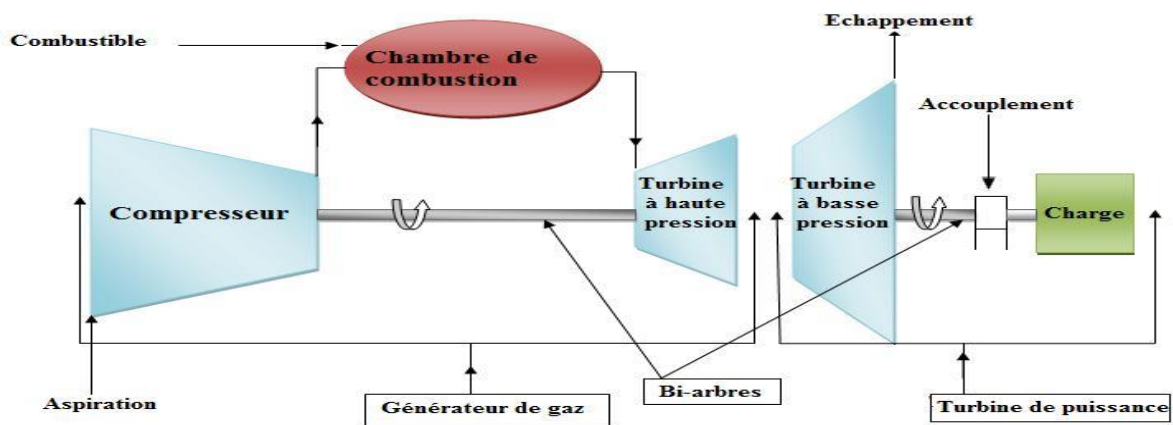 Echappement
Combustible
Chambre de
combustion
Accouplement
Compresseur
Turbine
à haute
pression
Turbine
à basse
pression
Charge
Bi-arbres
Aspiration
Générateur de gaz
Turbine de puissance